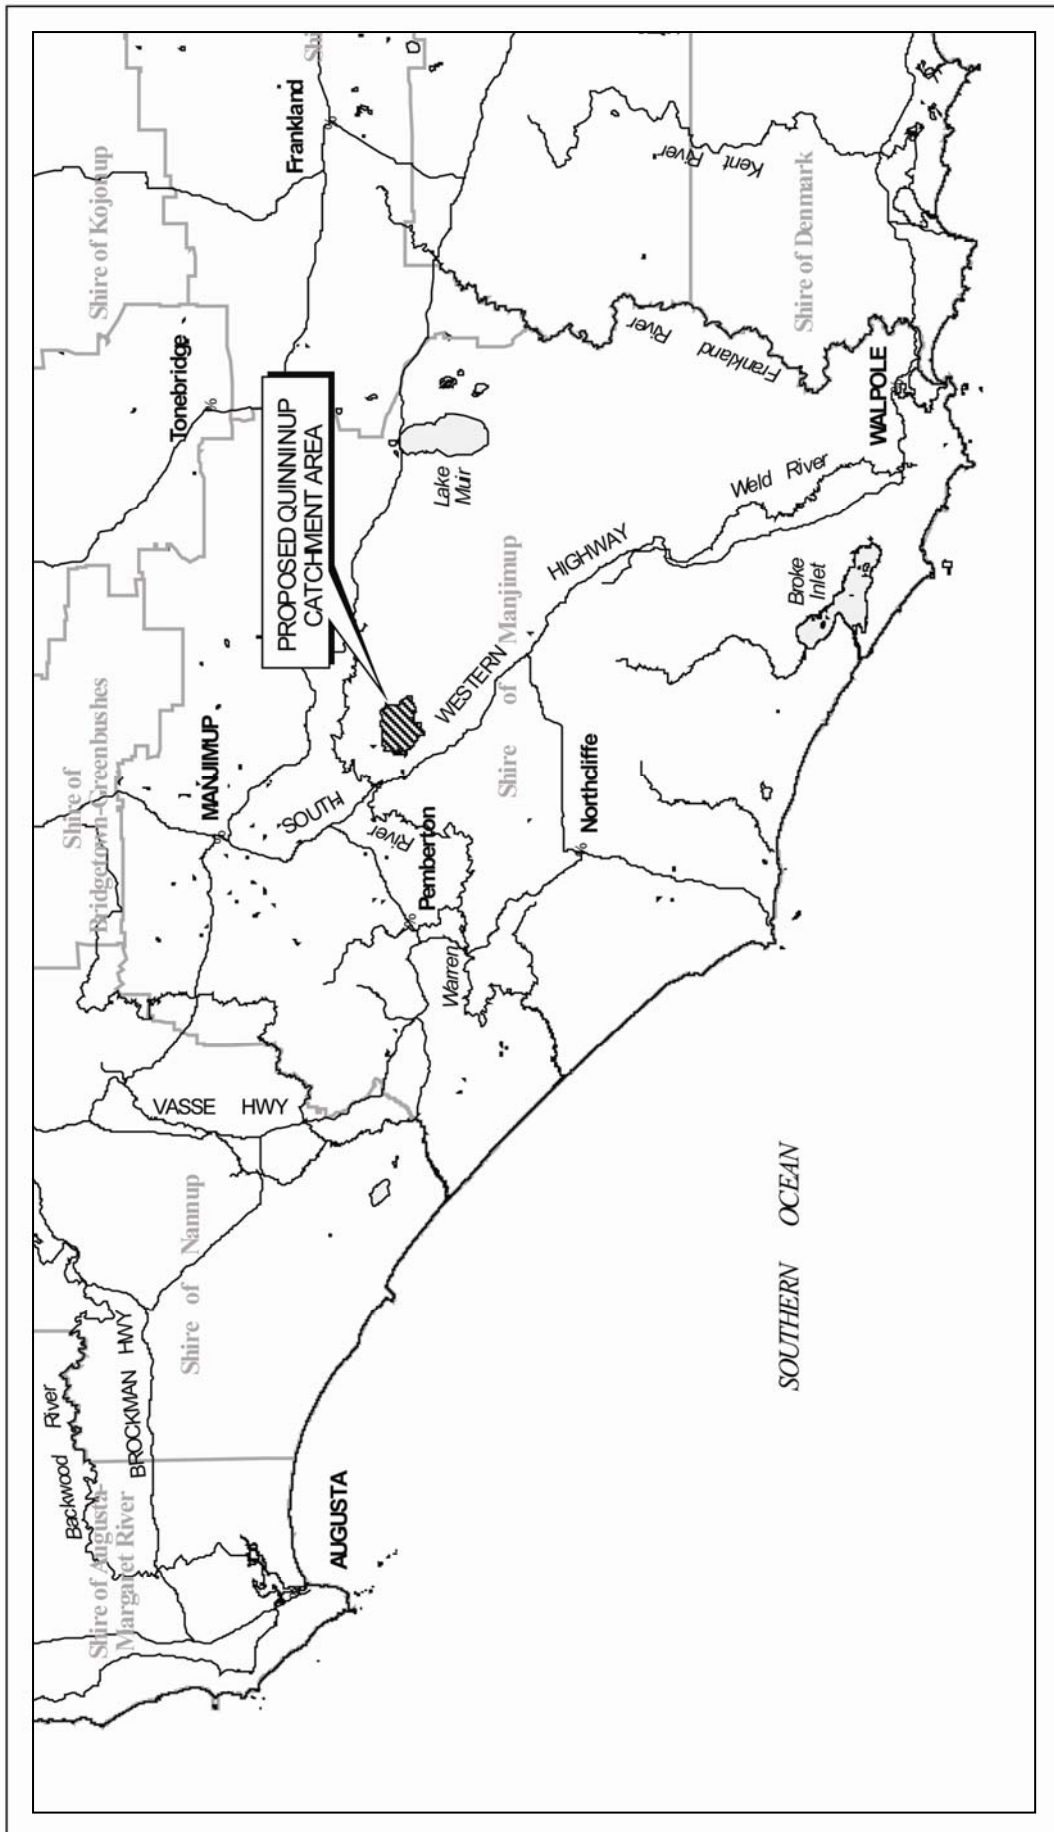 Shire of Augusta-
Margaret River
Backwood River
BROCKMAN HWY
Shire of Nannup
VASSE HWY
Shire of
Bridgetown-Greenbushes
MANJIMUP
Tonebridge
Shire of Kojonup
Frankland
Shi
PROPOSED QUINNINUP
CATCHMENT AREA
AUGUSTA
SOUTH WESTERN HIGHWAY
Warren River
Pemberton
Lake
Muir
Shire of Manjimup
Northcliffe
Weld River
Frankland River
Kent River
Shire of Denmark
WALPOLE
Broke
Inlet
SOUTHERN OCEAN